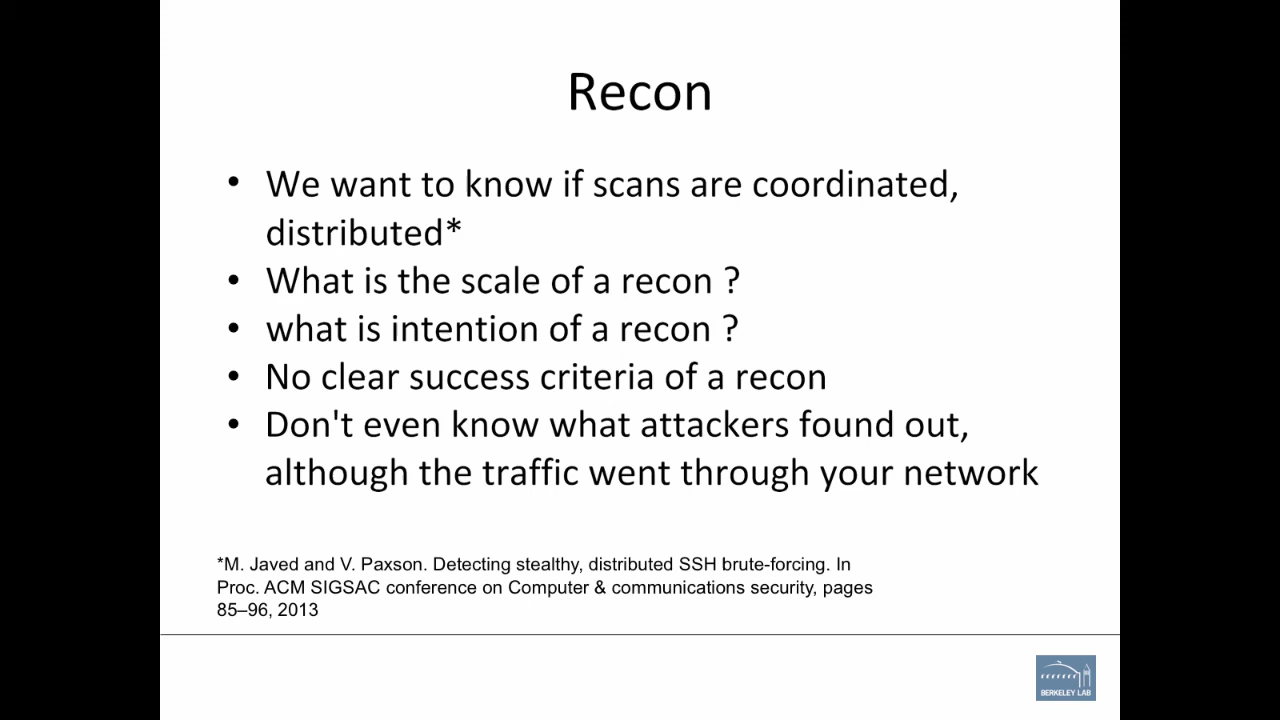 Recon
• We want to know if scans are coordinated,
distributed*
• What is the scale of a recon ?
• what is intention of a recon ?
• No clear success criteria of a recon
• Don't even know what attackers found out,
although the traffic went through your network
*M. Javed and V. Paxson. Detecting stealthy, distributed SSH brute-forcing. In
Proc. ACM SIGSAC conference on Computer & communications security, pages
85–96, 2013
BERKELEY LAB